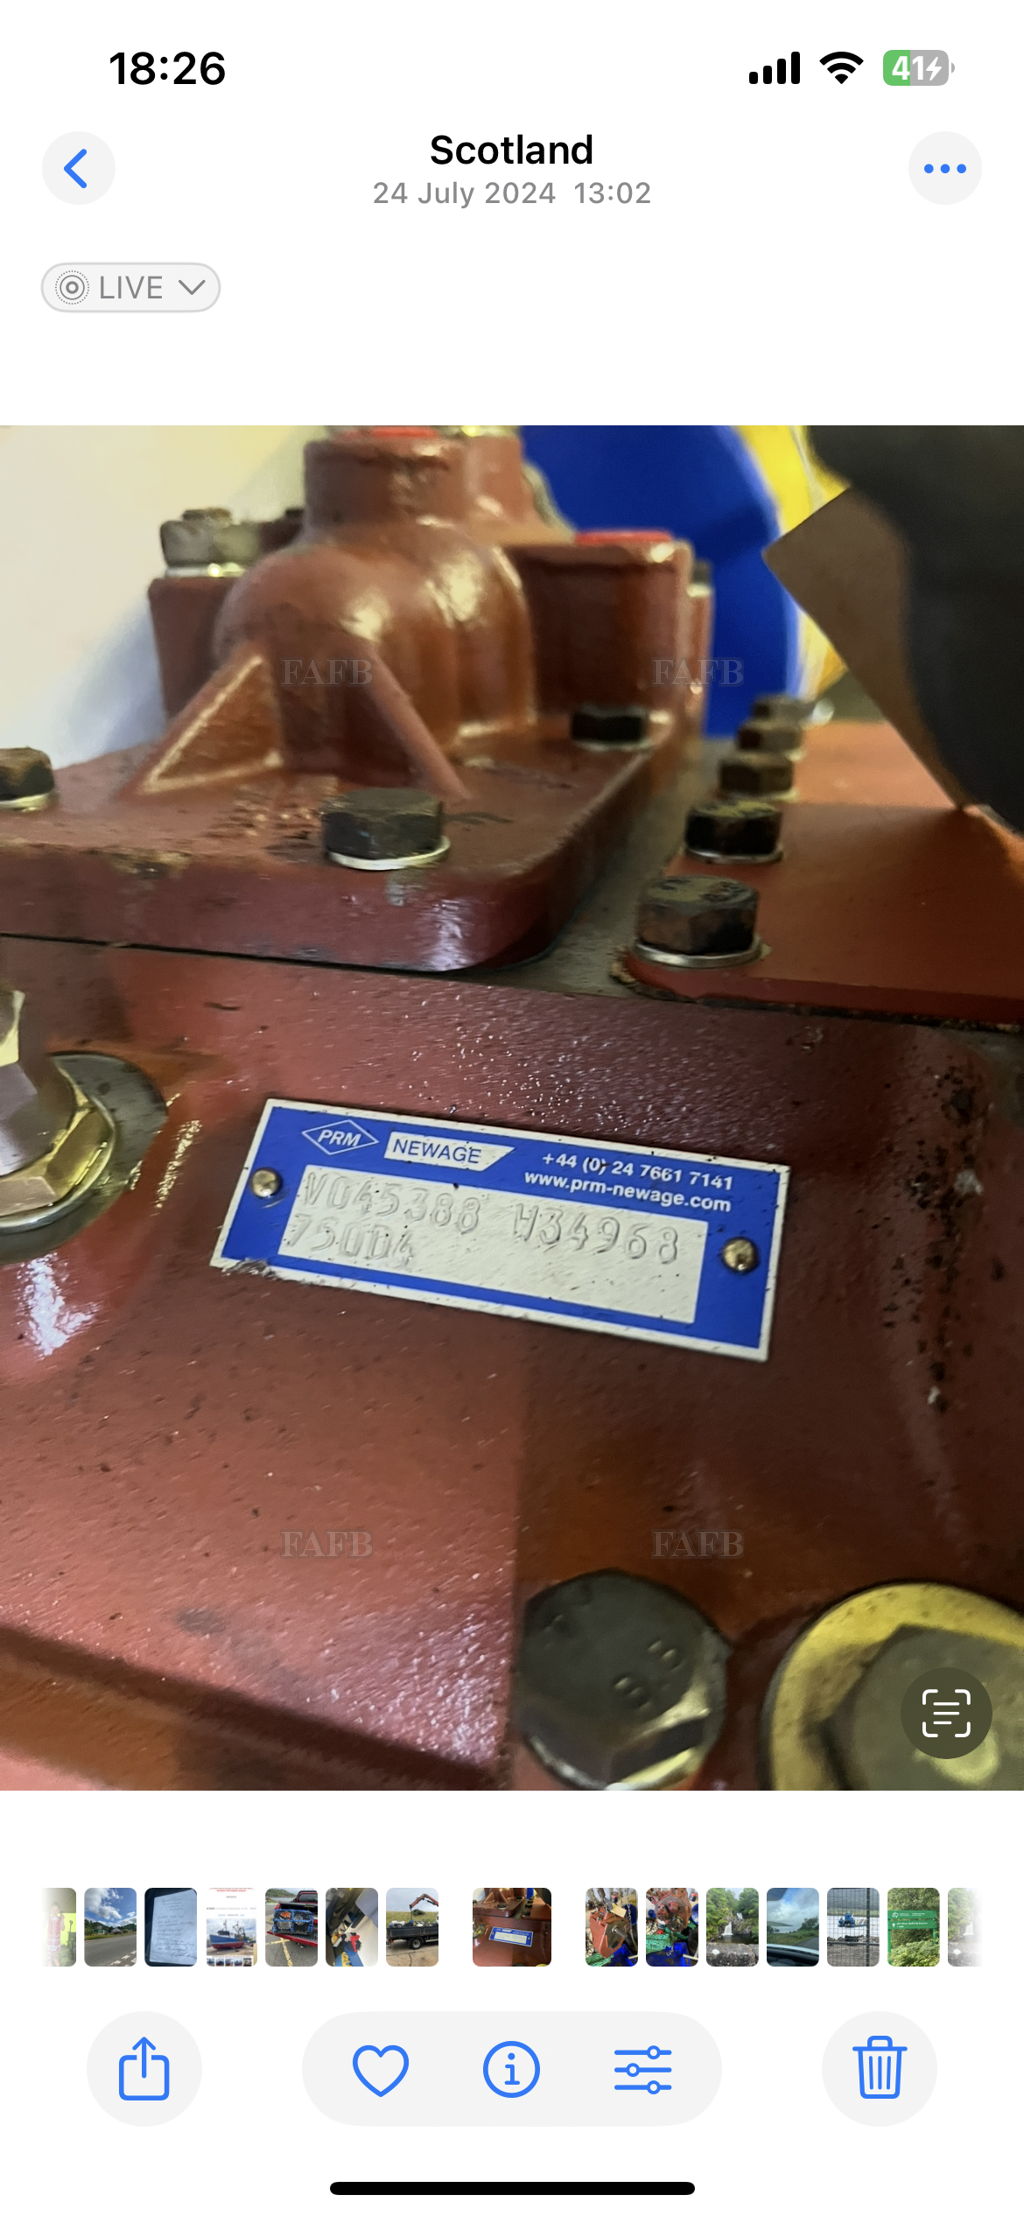 18:26
41
Scotland
24 July 2024 13:02
LIVE
FAFB FAFB
PRM NEWAGE
+44 (0) 24 7661 7141
www.prm-newage.com
V045388 W34968
750D4
FAFB FAFB